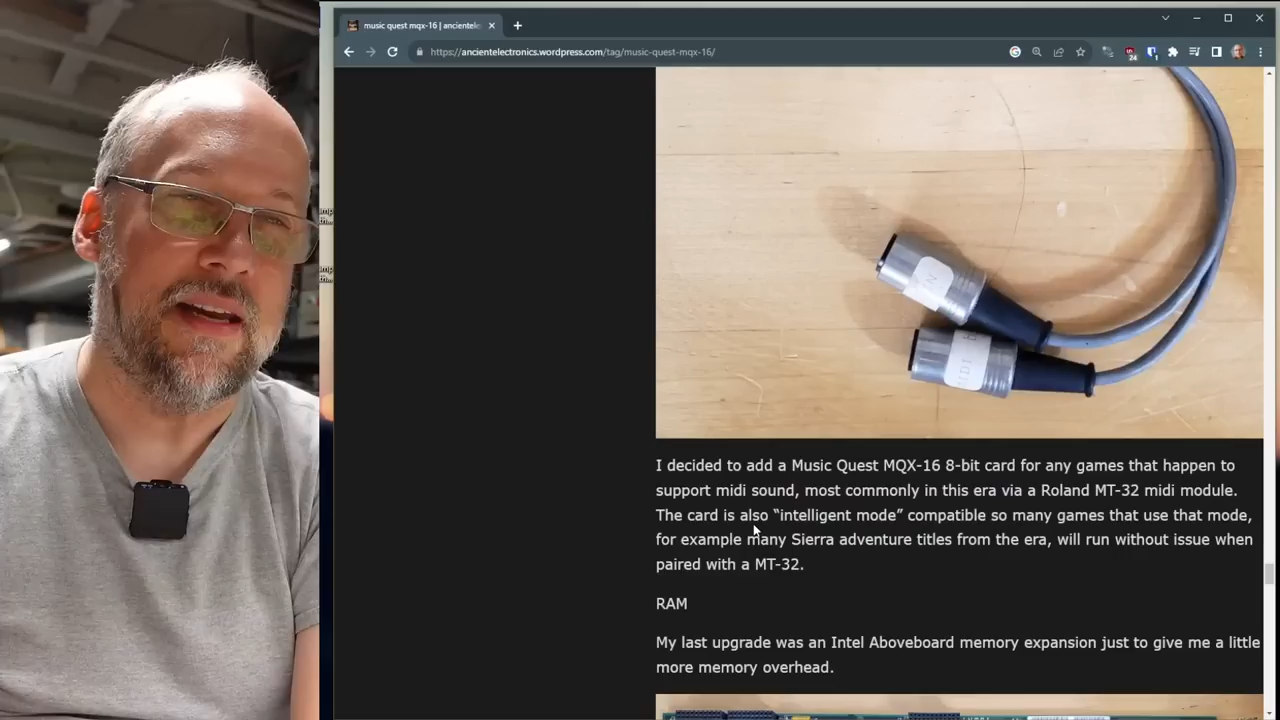 music quest mqx-16 | ancientele
https://ancientelectronics.wordpress.com/tag/music-quest-mqx-16/
24
I decided to add a Music Quest MQX-16 8-bit card for any games that happen to
support midi sound, most commonly in this era via a Roland MT-32 midi module.
The card is also “intelligent mode” compatible so many games that use that mode,
for example many Sierra adventure titles from the era, will run without issue when
paired with a MT-32.
RAM
My last upgrade was an Intel Aboveboard memory expansion just to give me a little
more memory overhead.